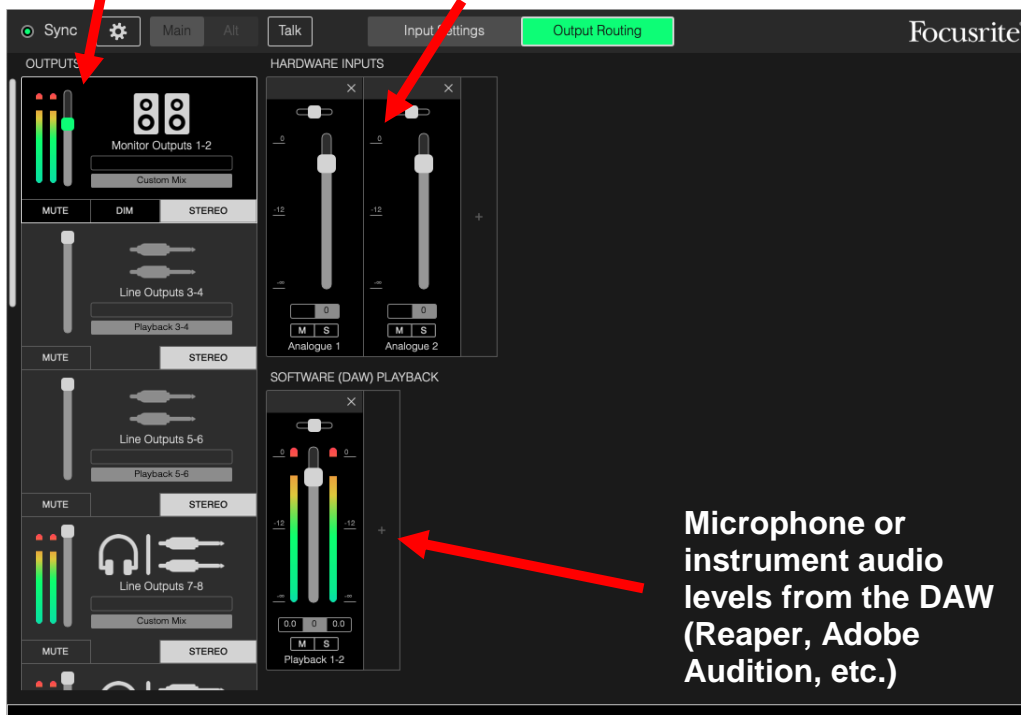 Sync Main Alt Talk Input Settings Output Routing Focusrite
OUTPUTS
Monitor Outputs 1-2
Custom Mix
MUTE DIM STEREO
Line Outputs 3-4
Playback 3-4
MUTE STEREO
Line Outputs 5-6
Playback 5-6
MUTE STEREO
Line Outputs 7-8
Custom Mix
MUTE STEREO
HARDWARE INPUTS
0 0
-12 -12
-∞ -∞
0 0
M S M S
Analogue 1 Analogue 2
SOFTWARE (DAW) PLAYBACK
0 0
-12 -12
-∞ -∞
0.0 0 0.0
M S
Playback 1-2
Microphone or
instrument audio
levels from the DAW
(Reaper, Adobe
Audition, etc.)